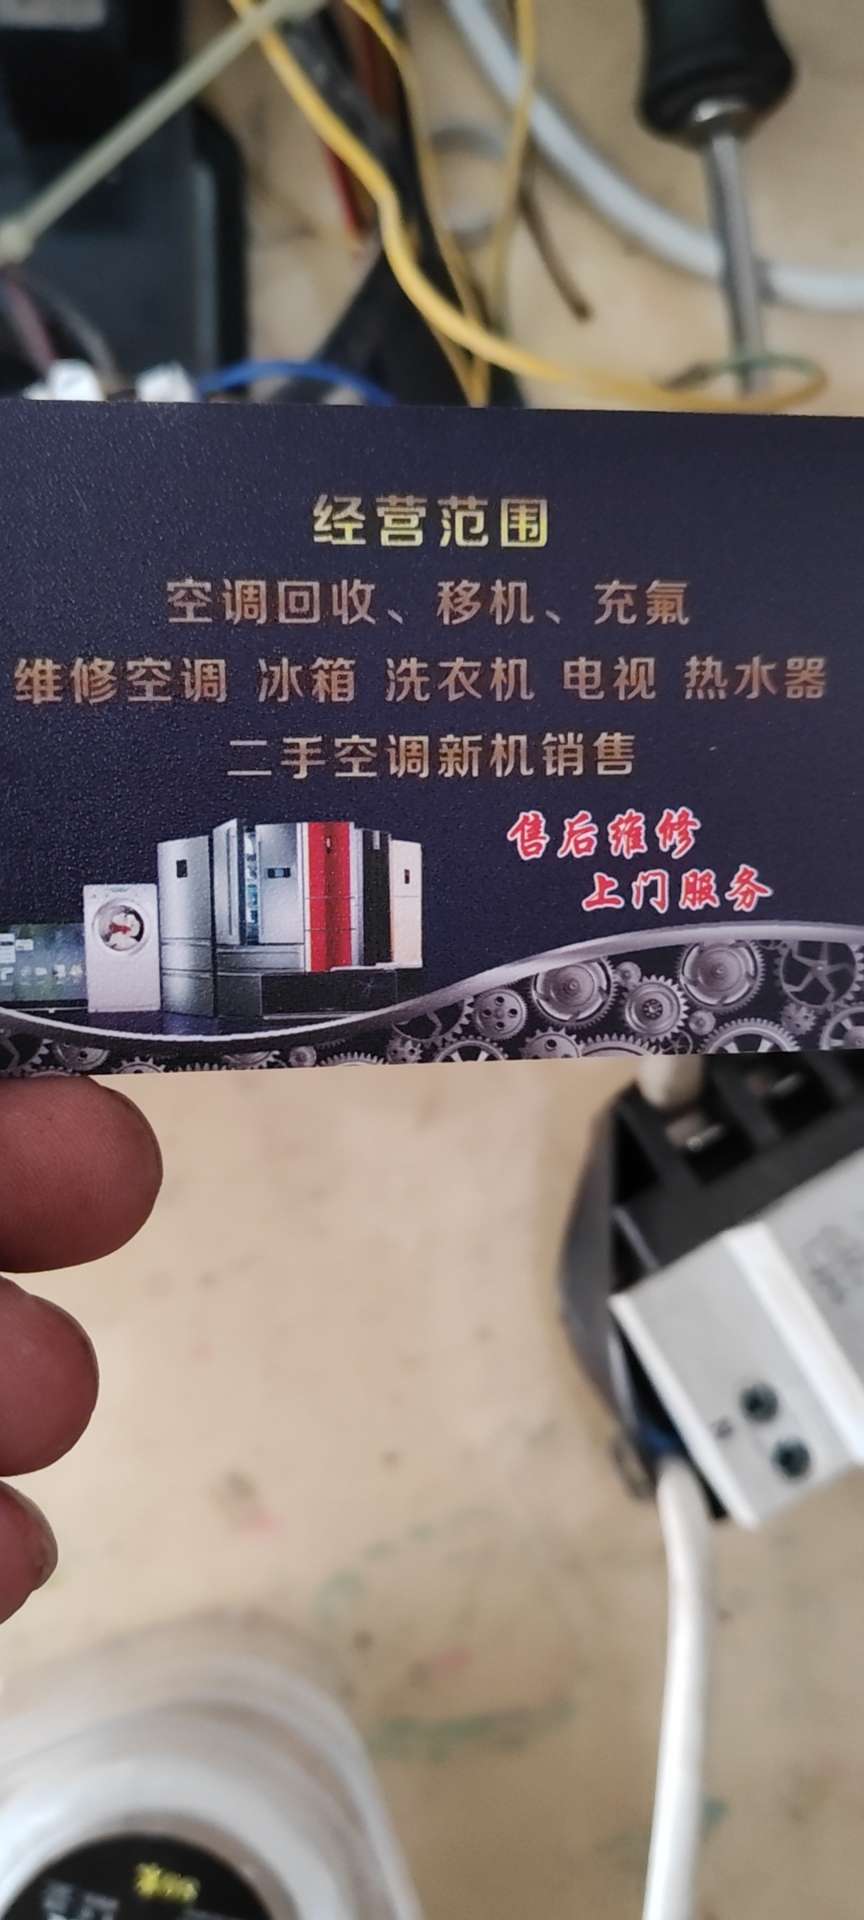 经营范围
空调回收、移机、充氟
维修空调 冰箱 洗衣机 电视 热水器
二手空调新机销售
售后维修
上门服务
N